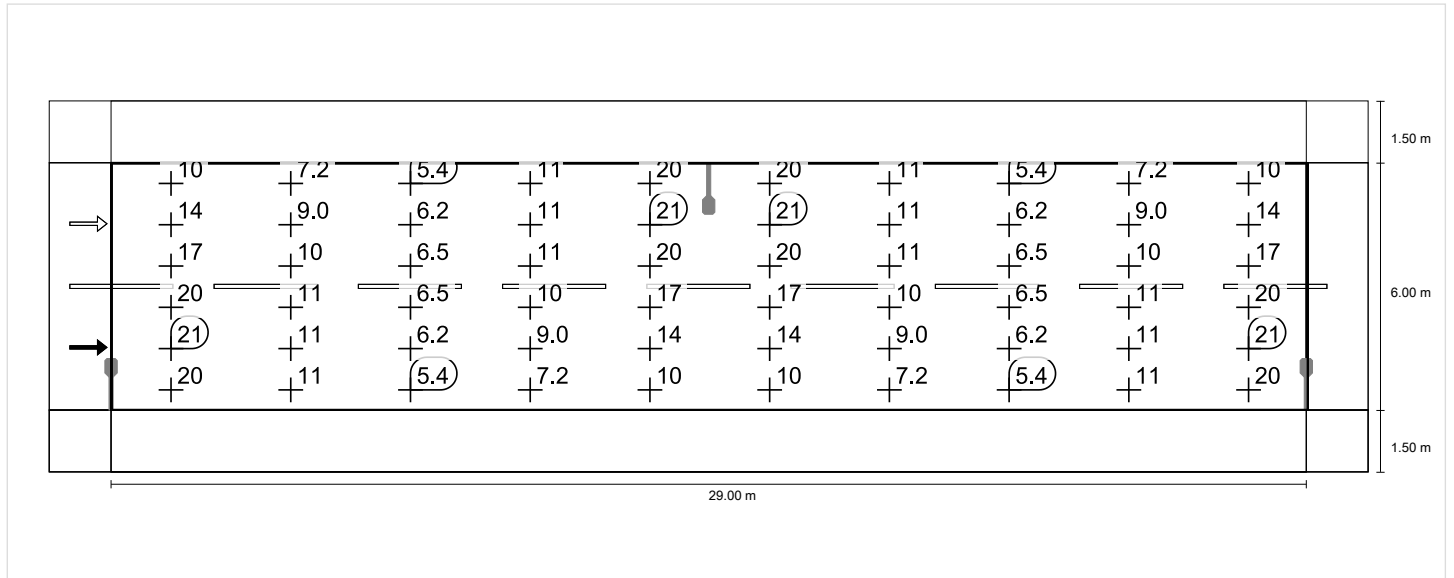 1.50 m
10 7.2 5.4 11 20 20 11 5.4 7.2 10
14 9.0 6.2 11 21 21 11 6.2 9.0 14
17 10 6.5 11 20 20 11 6.5 10 17
6.00 m
20 11 6.5 10 17 17 10 6.5 11 20
21 11 6.2 9.0 14 14 9.0 6.2 11 21
20 11 5.4 7.2 10 10 7.2 5.4 11 20
1.50 m
29.00 m